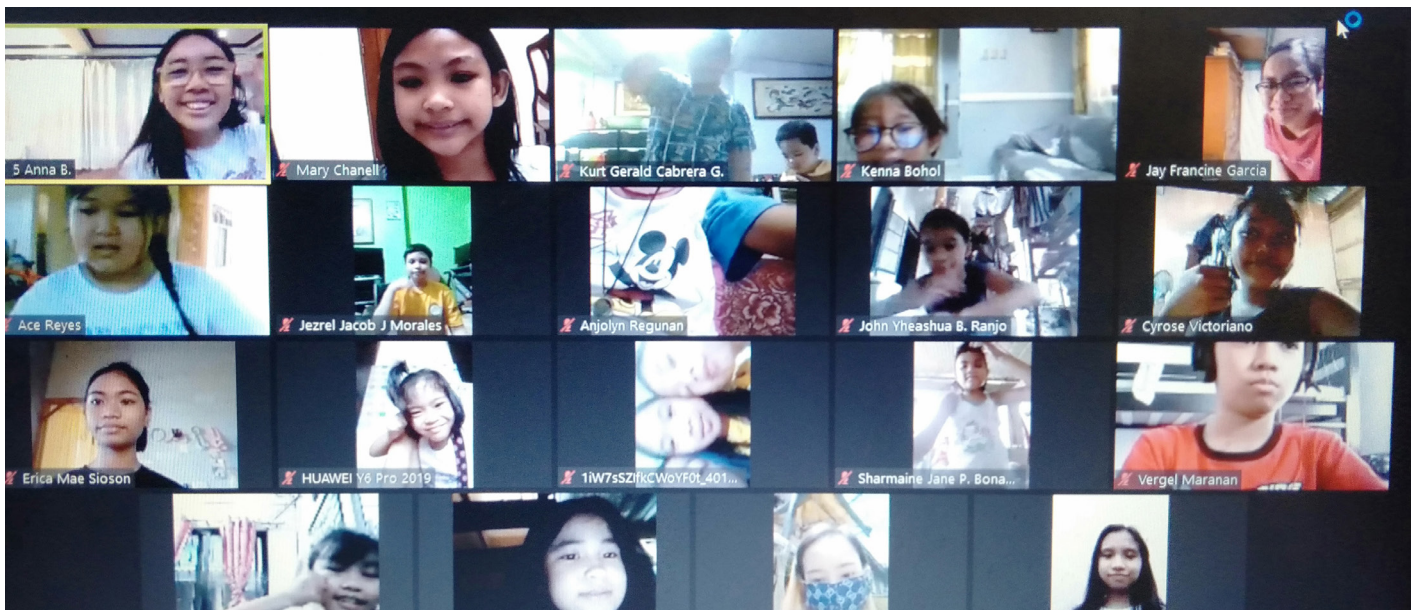 5 Anna B.
Mary Chanell
Kurt Gerald Cabrera G.
Kenna Bohol
Jay Francine Garcia
Ace Reyes
Jezrel Jacob J Morales
Anjolyn Regunan
John Yheashua B. Ranjo
Cyrose Victoriano
Erica Mae Sioson
HUAWEI Y6 Pro 2019
1iW7sSZIfkCWoYF0t_401...
Sharmaine Jane P. Bona...
Vergel Maranan